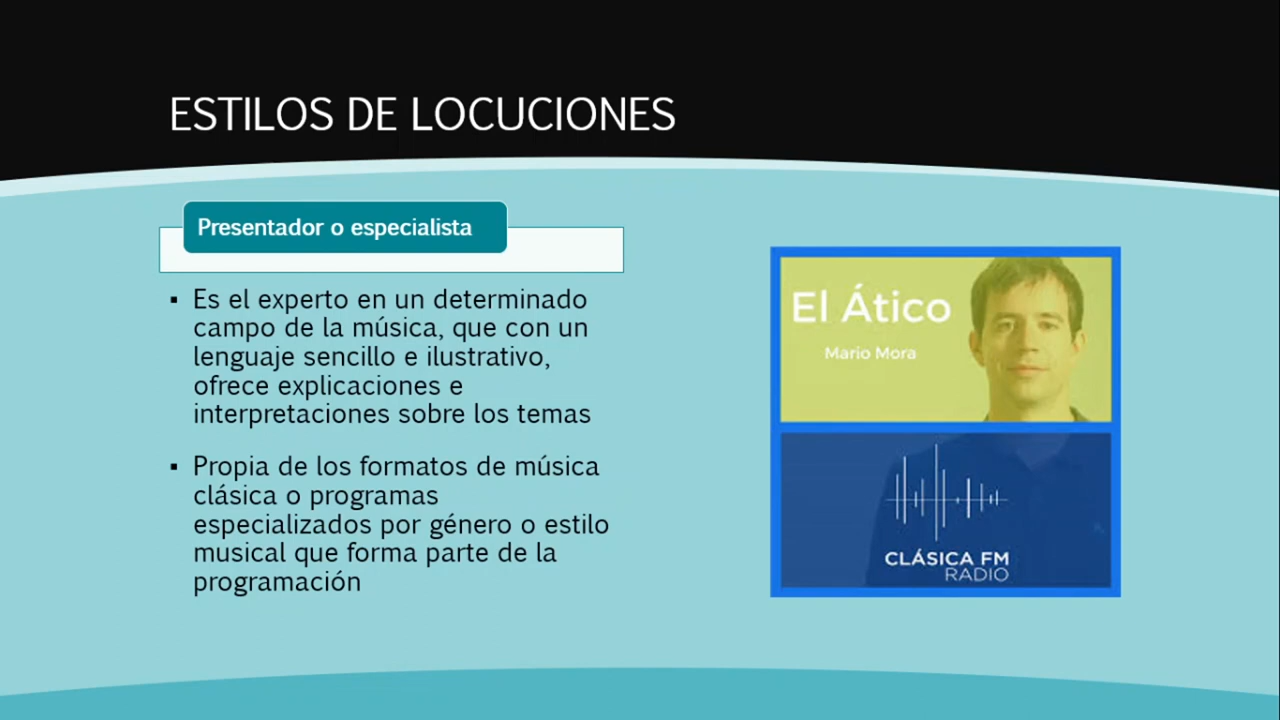 ESTILOS DE LOCUCIONES
Presentador o especialista
▪ Es el experto en un determinado
campo de la música, que con un
lenguaje sencillo e ilustrativo,
ofrece explicaciones e
interpretaciones sobre los temas
▪ Propia de los formatos de música
clásica o programas
especializados por género o estilo
musical que forma parte de la
programación
El Ático
Mario Mora
CLÁSICA FM
RADIO